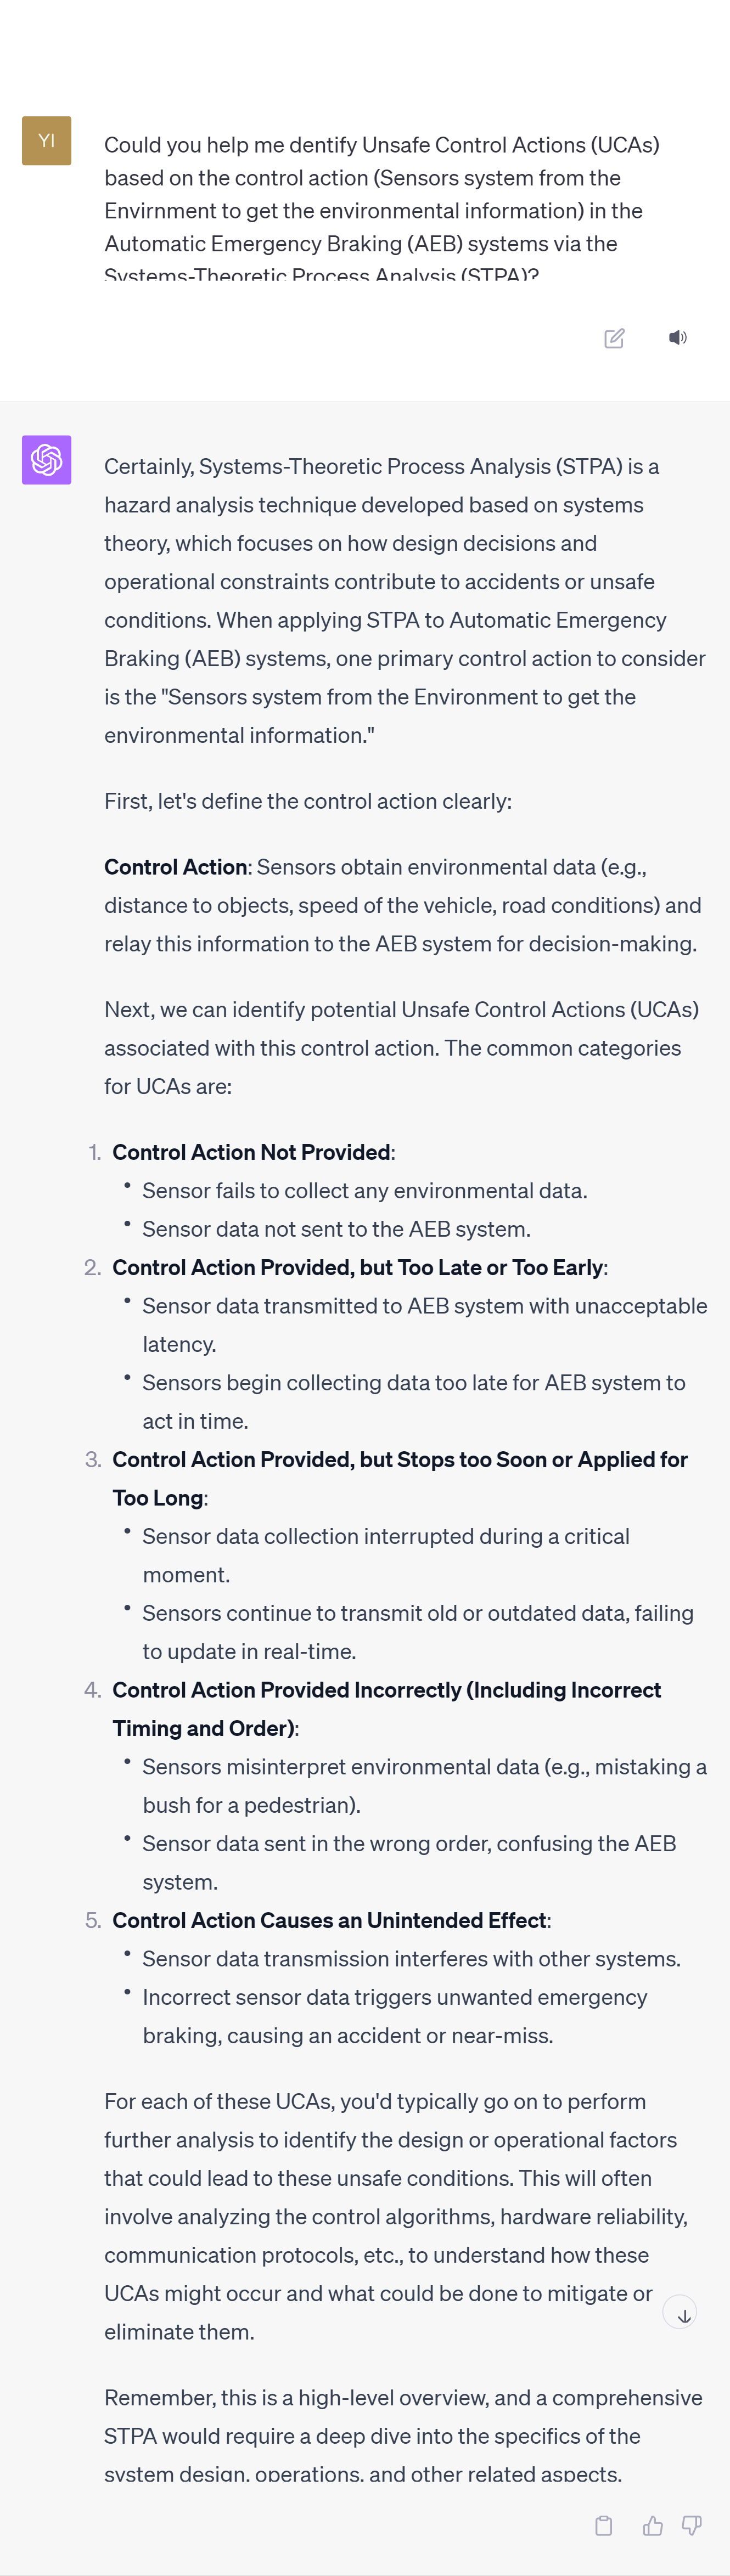 YI
Could you help me dentify Unsafe Control Actions (UCAs)
based on the control action (Sensors system from the
Envirnment to get the environmental information) in the
Automatic Emergency Braking (AEB) systems via the
Systems-Theoretic Process Analysis (STPA)?
Certainly, Systems-Theoretic Process Analysis (STPA) is a
hazard analysis technique developed based on systems
theory, which focuses on how design decisions and
operational constraints contribute to accidents or unsafe
conditions. When applying STPA to Automatic Emergency
Braking (AEB) systems, one primary control action to consider
is the "Sensors system from the Environment to get the
environmental information."
First, let's define the control action clearly:
Control Action: Sensors obtain environmental data (e.g.,
distance to objects, speed of the vehicle, road conditions) and
relay this information to the AEB system for decision-making.
Next, we can identify potential Unsafe Control Actions (UCAs)
associated with this control action. The common categories
for UCAs are:
1. Control Action Not Provided:
• Sensor fails to collect any environmental data.
• Sensor data not sent to the AEB system.
2. Control Action Provided, but Too Late or Too Early:
• Sensor data transmitted to AEB system with unacceptable
latency.
• Sensors begin collecting data too late for AEB system to
act in time.
3. Control Action Provided, but Stops too Soon or Applied for
Too Long:
• Sensor data collection interrupted during a critical
moment.
• Sensors continue to transmit old or outdated data, failing
to update in real-time.
4. Control Action Provided Incorrectly (Including Incorrect
Timing and Order):
• Sensors misinterpret environmental data (e.g., mistaking a
bush for a pedestrian).
• Sensor data sent in the wrong order, confusing the AEB
system.
5. Control Action Causes an Unintended Effect:
• Sensor data transmission interferes with other systems.
• Incorrect sensor data triggers unwanted emergency
braking, causing an accident or near-miss.
For each of these UCAs, you'd typically go on to perform
further analysis to identify the design or operational factors
that could lead to these unsafe conditions. This will often
involve analyzing the control algorithms, hardware reliability,
communication protocols, etc., to understand how these
UCAs might occur and what could be done to mitigate or
eliminate them.
Remember, this is a high-level overview, and a comprehensive
STPA would require a deep dive into the specifics of the
system design, operations, and other related aspects.